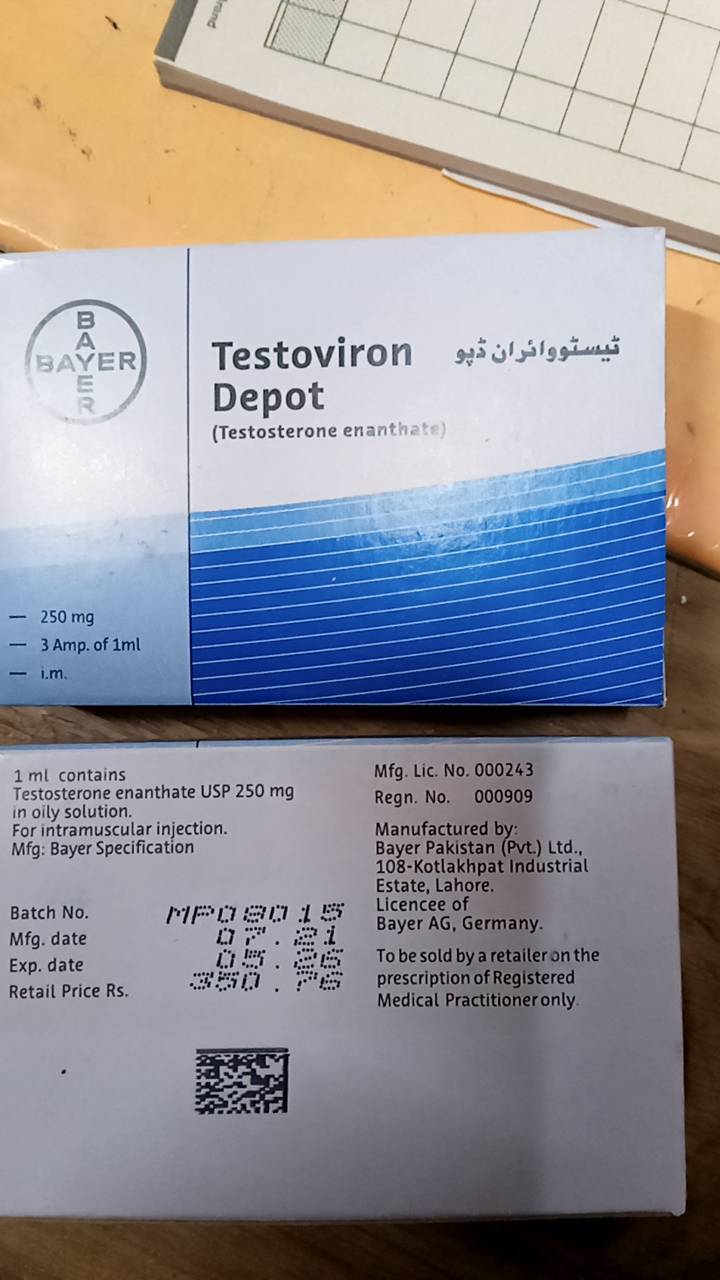 BAYER
BAYER
Testoviron
Depot
ٹیسٹووائران ڈپو
(Testosterone enanthate)
— 250 mg
— 3 Amp. of 1ml
— i.m.
1 ml contains
Testosterone enanthate USP 250 mg
in oily solution.
For intramuscular injection.
Mfg: Bayer Specification
Batch No. MP08015
Mfg. date 07.21
Exp. date 05.26
Retail Price Rs. 350.76
Mfg. Lic. No. 000243
Regn. No. 000909
Manufactured by:
Bayer Pakistan (Pvt.) Ltd.,
108-Kotlakhpat Industrial
Estate, Lahore.
Licencee of
Bayer AG, Germany.
To be sold by a retailer on the
prescription of Registered
Medical Practitioner only.